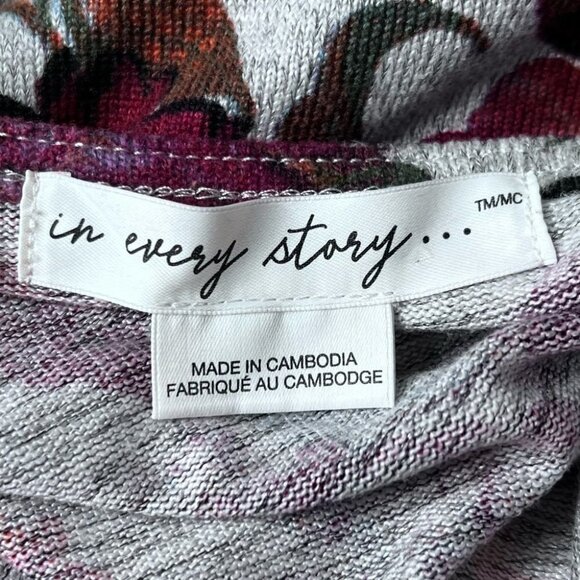 in every story... TM/MC
MADE IN CAMBODIA
FABRIQUÉ AU CAMBODGE